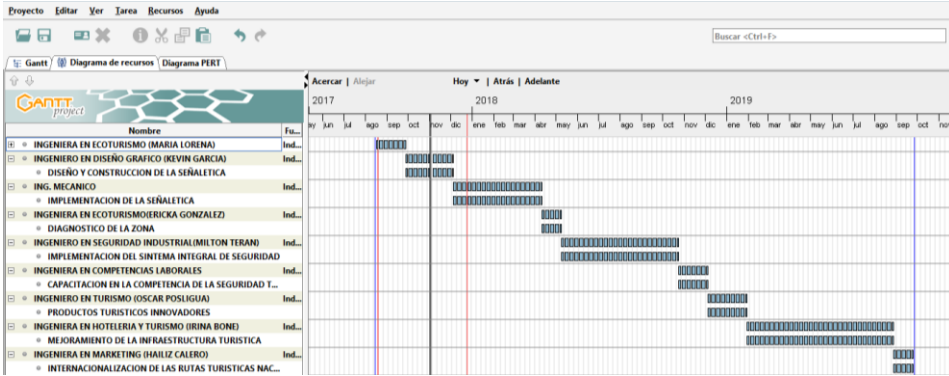 Proyecto Editar Ver Tarea Recursos Ayuda
Buscar <Ctrl+F>
Gantt Diagrama de recursos Diagrama PERT
Acercar | Alejar Hoy | Atrás | Adelante
GANTT project
2017 2018 2019
ay jun jul ago sep oct nov dic ene feb mar abr may jun jul ago sep oct nov dic ene feb mar abr may jun jul ago sep oct nov
Nombre Fu...
INGENIERA EN ECOTURISMO (MARIA LORENA) Ind...
INGENIERO EN DISEÑO GRAFICO (KEVIN GARCIA) Ind...
DISEÑO Y CONSTRUCCION DE LA SEÑALETICA
ING. MECANICO Ind...
IMPLEMENTACION DE LA SEÑALETICA
INGENIERA EN ECOTURISMO(ERICKA GONZALEZ) Ind...
DIAGNOSTICO DE LA ZONA
INGENIERO EN SEGURIDAD INDUSTRIAL(MILTON TERAN) Ind...
IMPLEMENTACION DEL SINTEMA INTEGRAL DE SEGURIDAD
INGENIERA EN COMPETENCIAS LABORALES Ind...
CAPACITACION EN LA COMPETENCIA DE LA SEGURIDAD T...
INGENIERO EN TURISMO (OSCAR POSLIGUA) Ind...
PRODUCTOS TURISTICOS INNOVADORES
INGENIERA EN HOTELERIA Y TURISMO (IRINA BONE) Ind...
MEJORAMIENTO DE LA INFRAESTRUCTURA TURISTICA
INGENIERA EN MARKETING (HAILIZ CALERO) Ind...
INTERNACIONALIZACION DE LAS RUTAS TURISTICAS NAC...